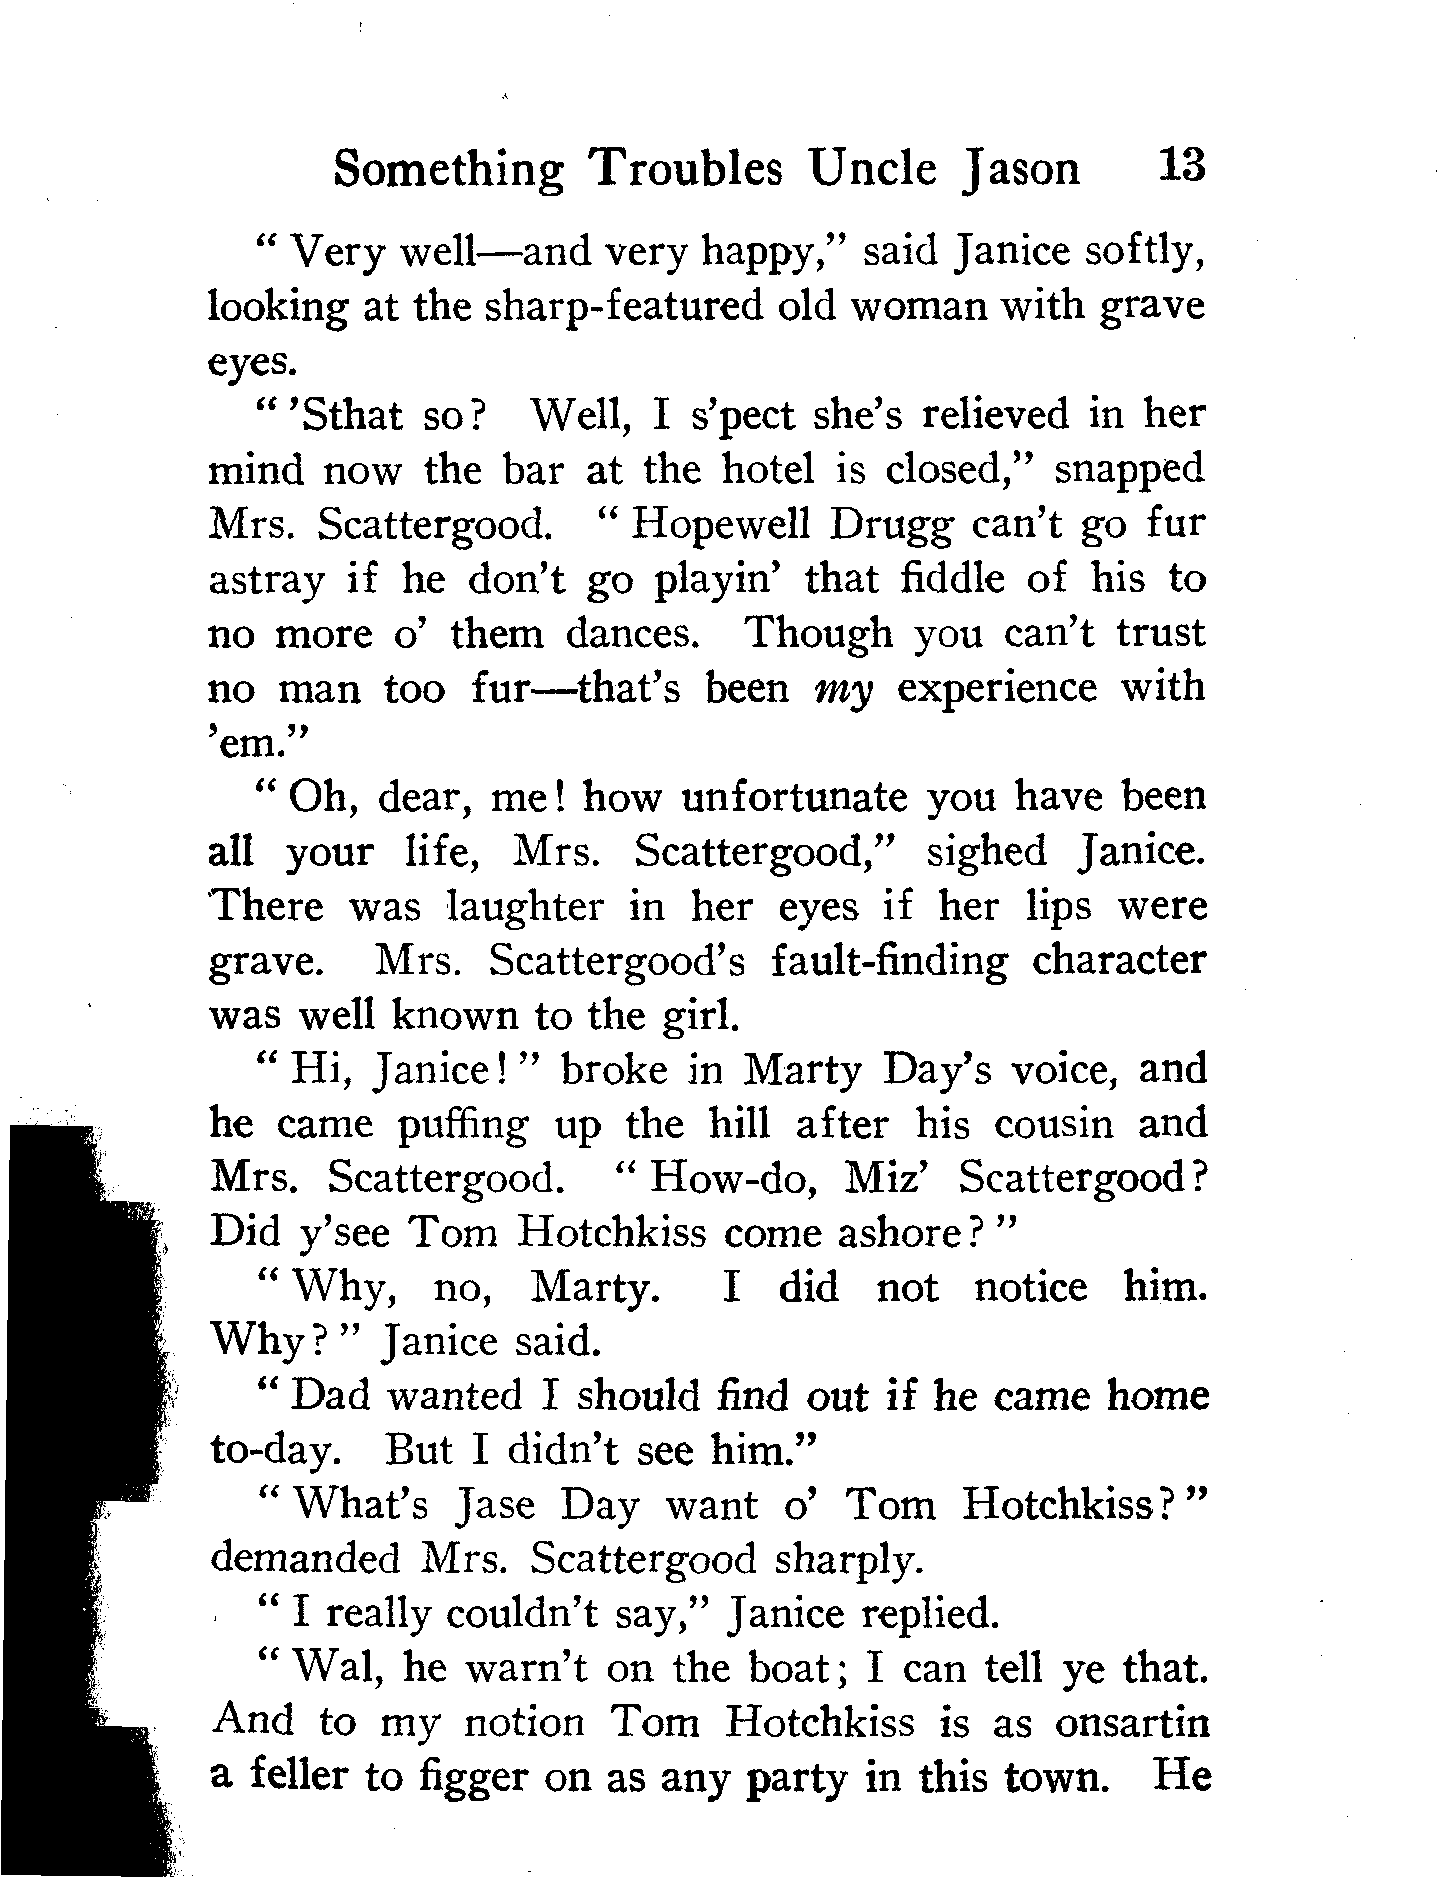 Something Troubles Uncle Jason 13
“ Very well—and very happy,” said Janice softly,
looking at the sharp-featured old woman with grave
eyes.
“ ’Sthat so? Well, I s’pect she’s relieved in her
mind now the bar at the hotel is closed,” snapped
Mrs. Scattergood. “ Hopewell Drugg can’t go fur
astray if he don’t go playin’ that fiddle of his to
no more o’ them dances. Though you can’t trust
no man too fur—that’s been my experience with
’em.”
“ Oh, dear, me! how unfortunate you have been
all your life, Mrs. Scattergood,” sighed Janice.
There was laughter in her eyes if her lips were
grave. Mrs. Scattergood’s fault-finding character
was well known to the girl.
“ Hi, Janice! ” broke in Marty Day’s voice, and
he came puffing up the hill after his cousin and
Mrs. Scattergood. “ How-do, Miz’ Scattergood?
Did y’see Tom Hotchkiss come ashore? ”
“ Why, no, Marty. I did not notice him.
Why? ” Janice said.
“ Dad wanted I should find out if he came home
to-day. But I didn’t see him.”
“ What’s Jase Day want o’ Tom Hotchkiss? ”
demanded Mrs. Scattergood sharply.
“ I really couldn’t say,” Janice replied.
“ Wal, he warn’t on the boat; I can tell ye that.
And to my notion Tom Hotchkiss is as onsartin
a feller to figger on as any party in this town. He